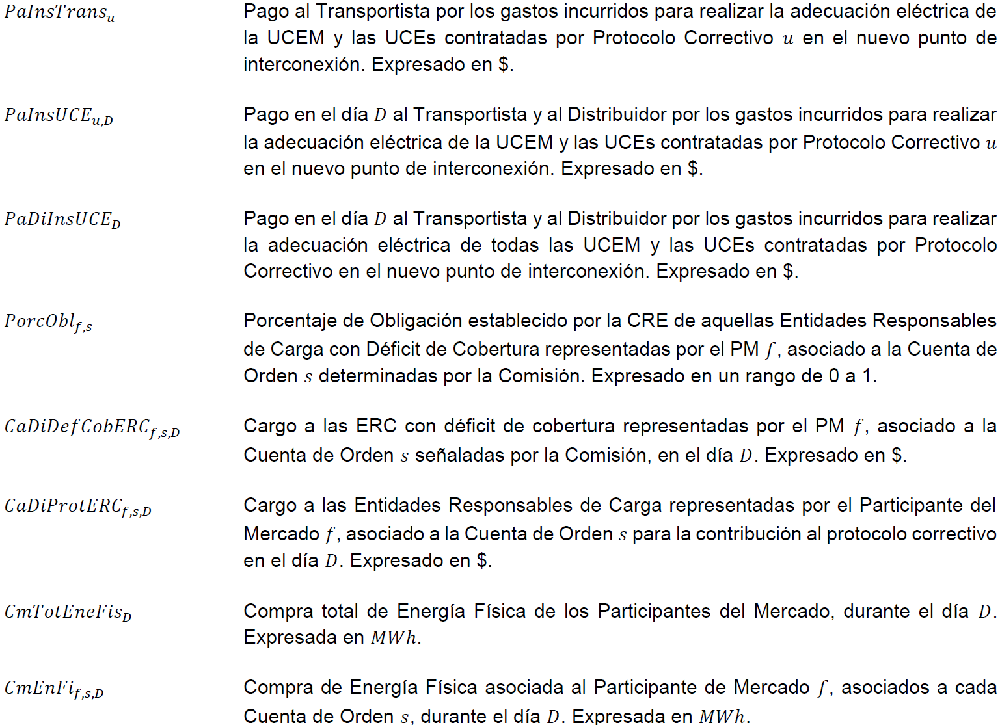 PaInsTrans_u Pago al Transportista por los gastos incurridos para realizar la adecuación eléctrica de
la UCEM y las UCEs contratadas por Protocolo Correctivo u en el nuevo punto de
interconexión. Expresado en $.
PaInsUCE_u,D Pago en el día D al Transportista y al Distribuidor por los gastos incurridos para realizar
la adecuación eléctrica de la UCEM y las UCEs contratadas por Protocolo Correctivo u
en el nuevo punto de interconexión. Expresado en $.
PaDiInsUCE_D Pago en el día D al Transportista y al Distribuidor por los gastos incurridos para realizar
la adecuación eléctrica de todas las UCEM y las UCEs contratadas por Protocolo
Correctivo en el nuevo punto de interconexión. Expresado en $.
PorcObl_f,s Porcentaje de Obligación establecido por la CRE de aquellas Entidades Responsables
de Carga con Déficit de Cobertura representadas por el PM f, asociado a la Cuenta de
Orden s determinadas por la Comisión. Expresado en un rango de 0 a 1.
CaDiDefCobERC_f,s,D Cargo a las ERC con déficit de cobertura representadas por el PM f, asociado a la
Cuenta de Orden s señaladas por la Comisión, en el día D. Expresado en $.
CaDiProtERC_f,s,D Cargo a las Entidades Responsables de Carga representadas por el Participante del
Mercado f, asociado a la Cuenta de Orden s para la contribución al protocolo correctivo
en el día D. Expresado en $.
CmTotEneFis_D Compra total de Energía Física de los Participantes del Mercado, durante el día D.
Expresada en MWh.
CmEnFi_f,s,D Compra de Energía Física asociada al Participante de Mercado f, asociados a cada
Cuenta de Orden s, durante el día D. Expresada en MWh.